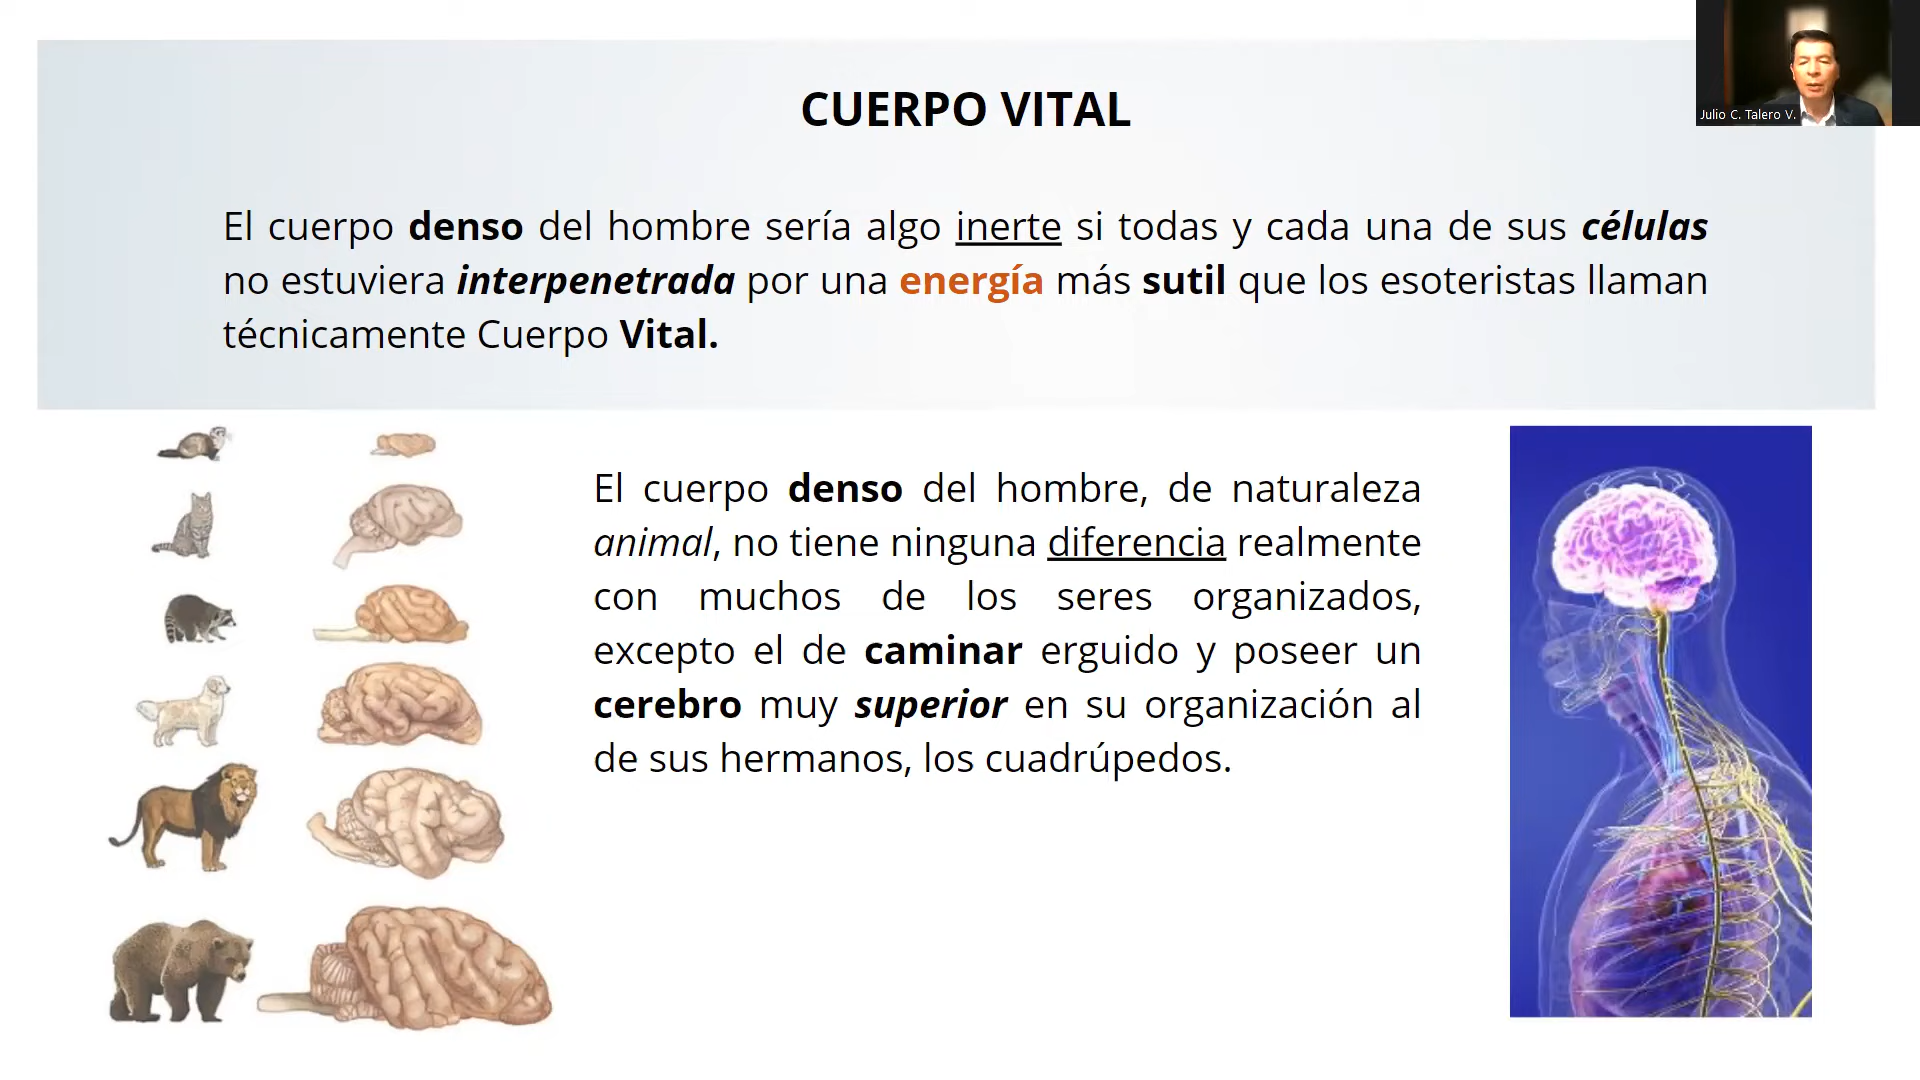 CUERPO VITAL
Julio C. Talero V.
El cuerpo denso del hombre sería algo inerte si todas y cada una de sus células
no estuviera interpenetrada por una energía más sutil que los esoteristas llaman
técnicamente Cuerpo Vital.
El cuerpo denso del hombre, de naturaleza
animal, no tiene ninguna diferencia realmente
con muchos de los seres organizados,
excepto el de caminar erguido y poseer un
cerebro muy superior en su organización al
de sus hermanos, los cuadrúpedos.